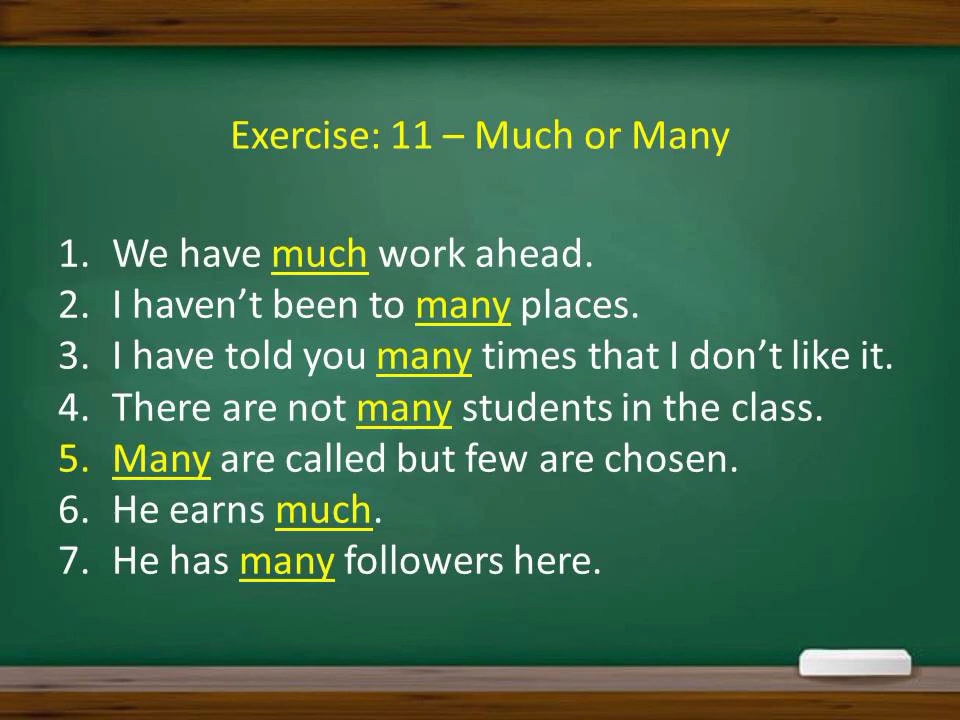 Exercise: 11 – Much or Many
1. We have much work ahead.
2. I haven’t been to many places.
3. I have told you many times that I don’t like it.
4. There are not many students in the class.
5. Many are called but few are chosen.
6. He earns much.
7. He has many followers here.